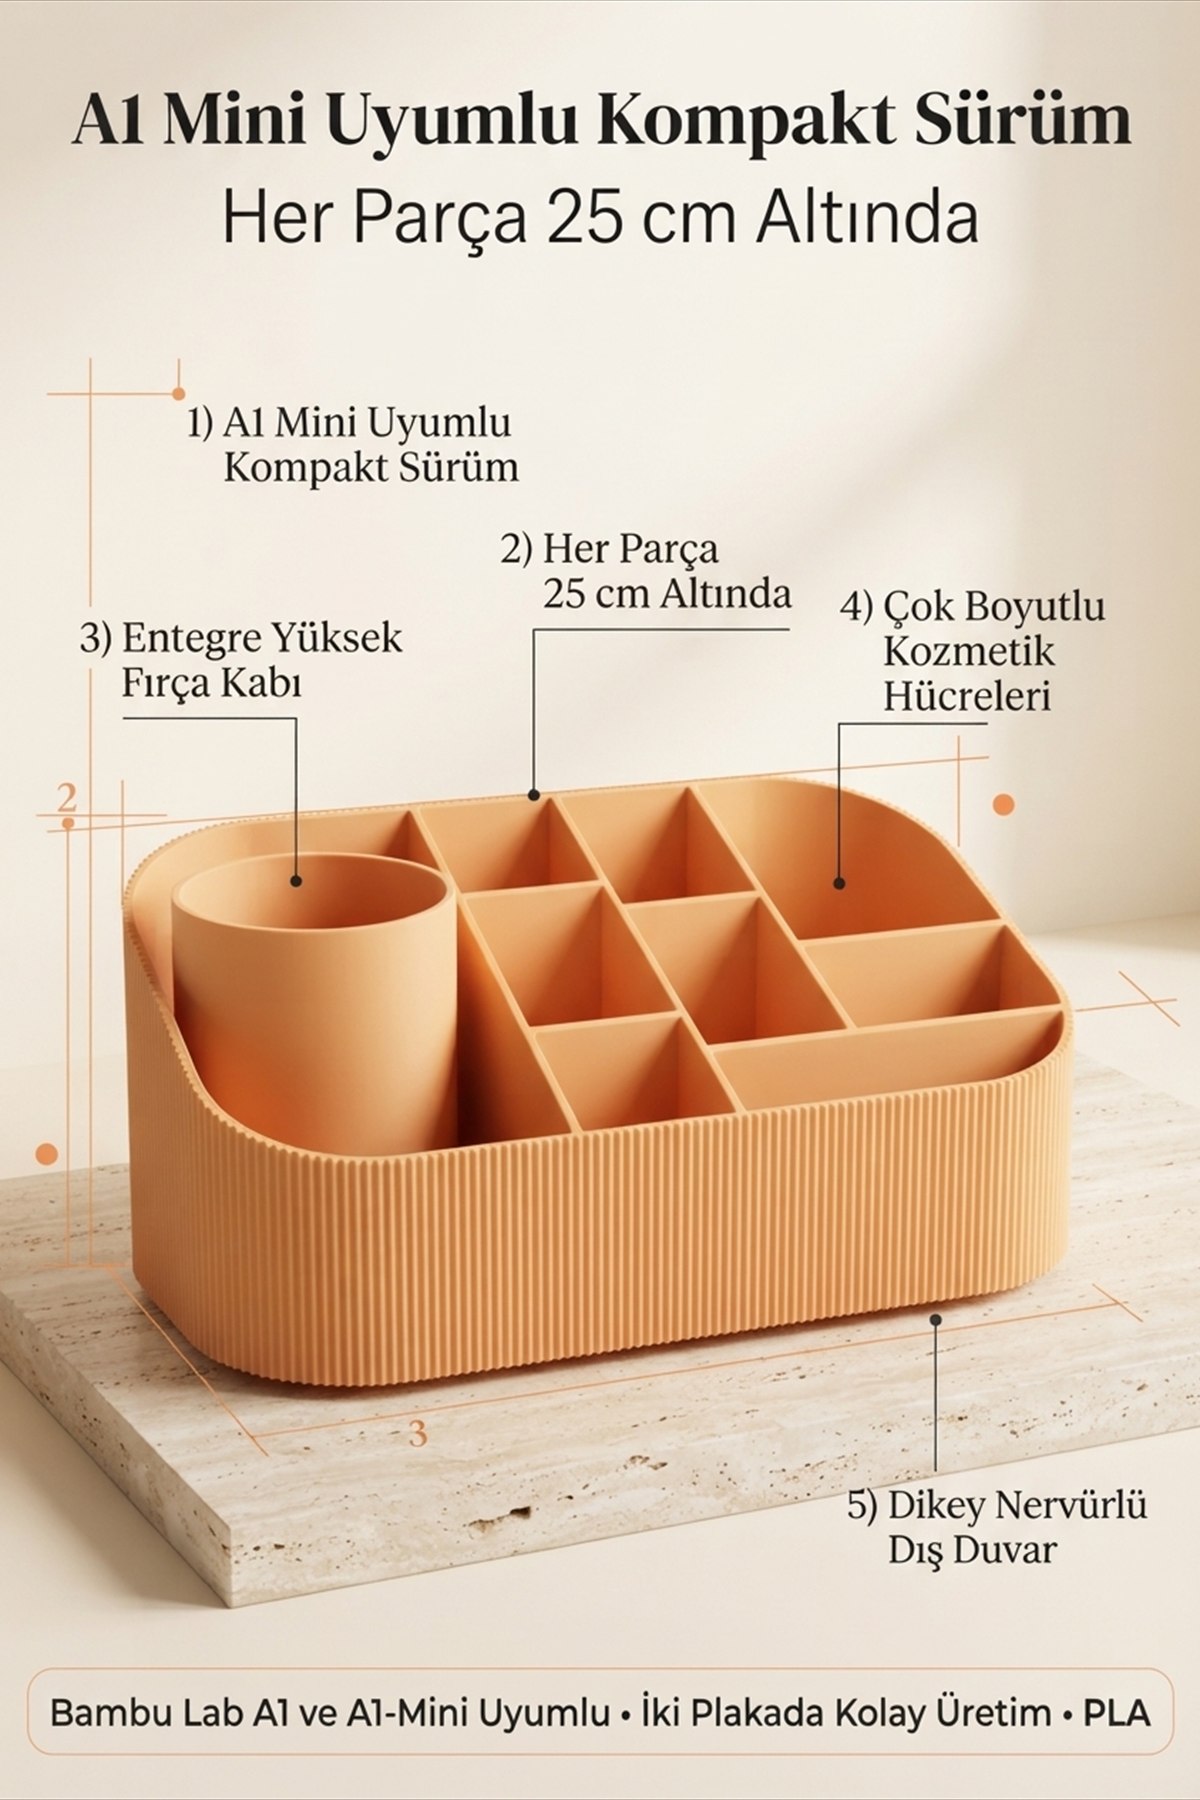 A1 Mini Uyumlu Kompakt Sürüm
Her Parça 25 cm Altında
1) A1 Mini Uyumlu
Kompakt Sürüm
2) Her Parça
25 cm Altında
3) Entegre Yüksek
Fırça Kabı
4) Çok Boyutlu
Kozmetik
Hücreleri
2
3
5) Dikey Nervürlü
Dış Duvar
Bambu Lab A1 ve A1-Mini Uyumlu • İki Plakada Kolay Üretim • PLA